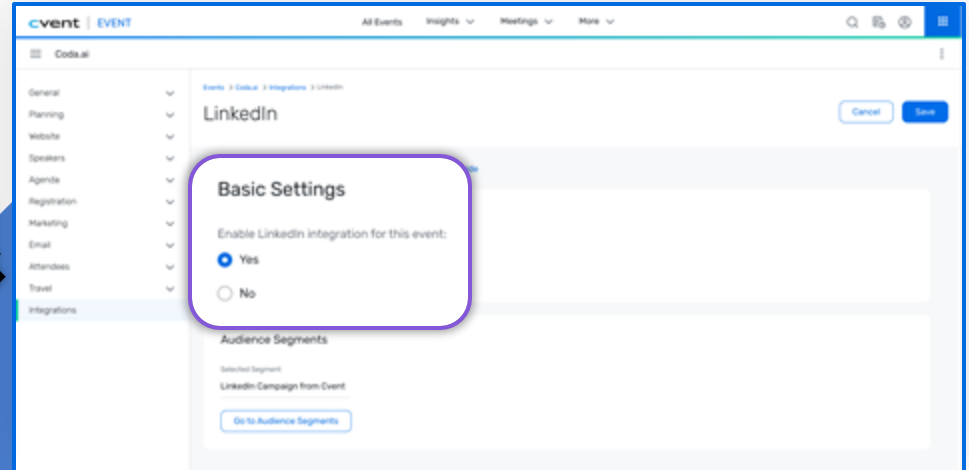 cvent | EVENT
All Events Insights Meetings More
Coda.ai
Events > Coda.ai > Integrations > LinkedIn
LinkedIn
Cancel Save
General
Planning
Website
Speakers
Agenda
Registration
Marketing
Email
Attendees
Travel
Integrations
Basic Settings
Enable LinkedIn integration for this event:
Yes
No
Audience Segments
Selected Segment
LinkedIn Campaign from Cvent
Go to Audience Segments